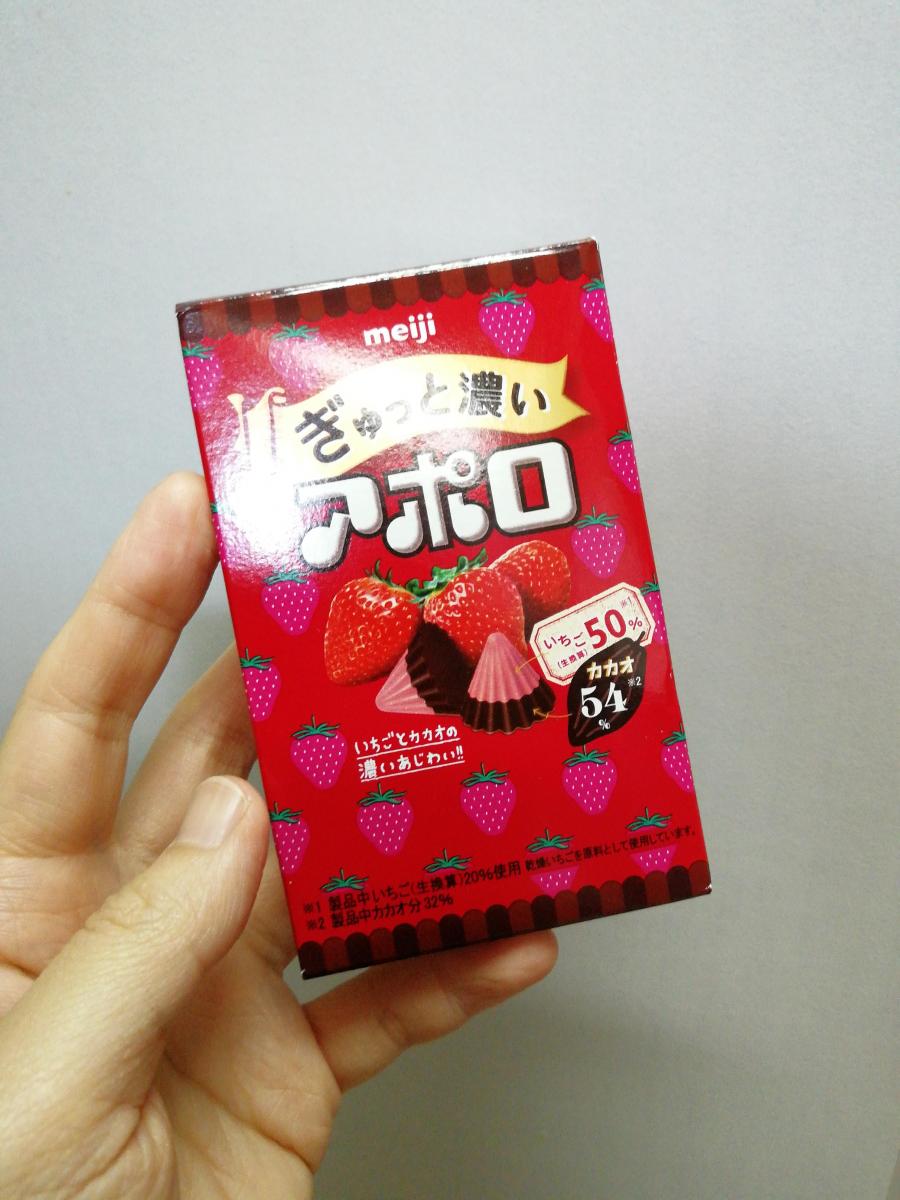 meiji
ぎゅっと濃い
アポロ
いちご50%※1
(生換算)
カカオ
54%※2
いちごとカカオの
濃いあじわい!!
※1 製品中いちご(生換算)20%使用 乾燥いちごを原料として使用しています。
※2 製品中カカオ分32%